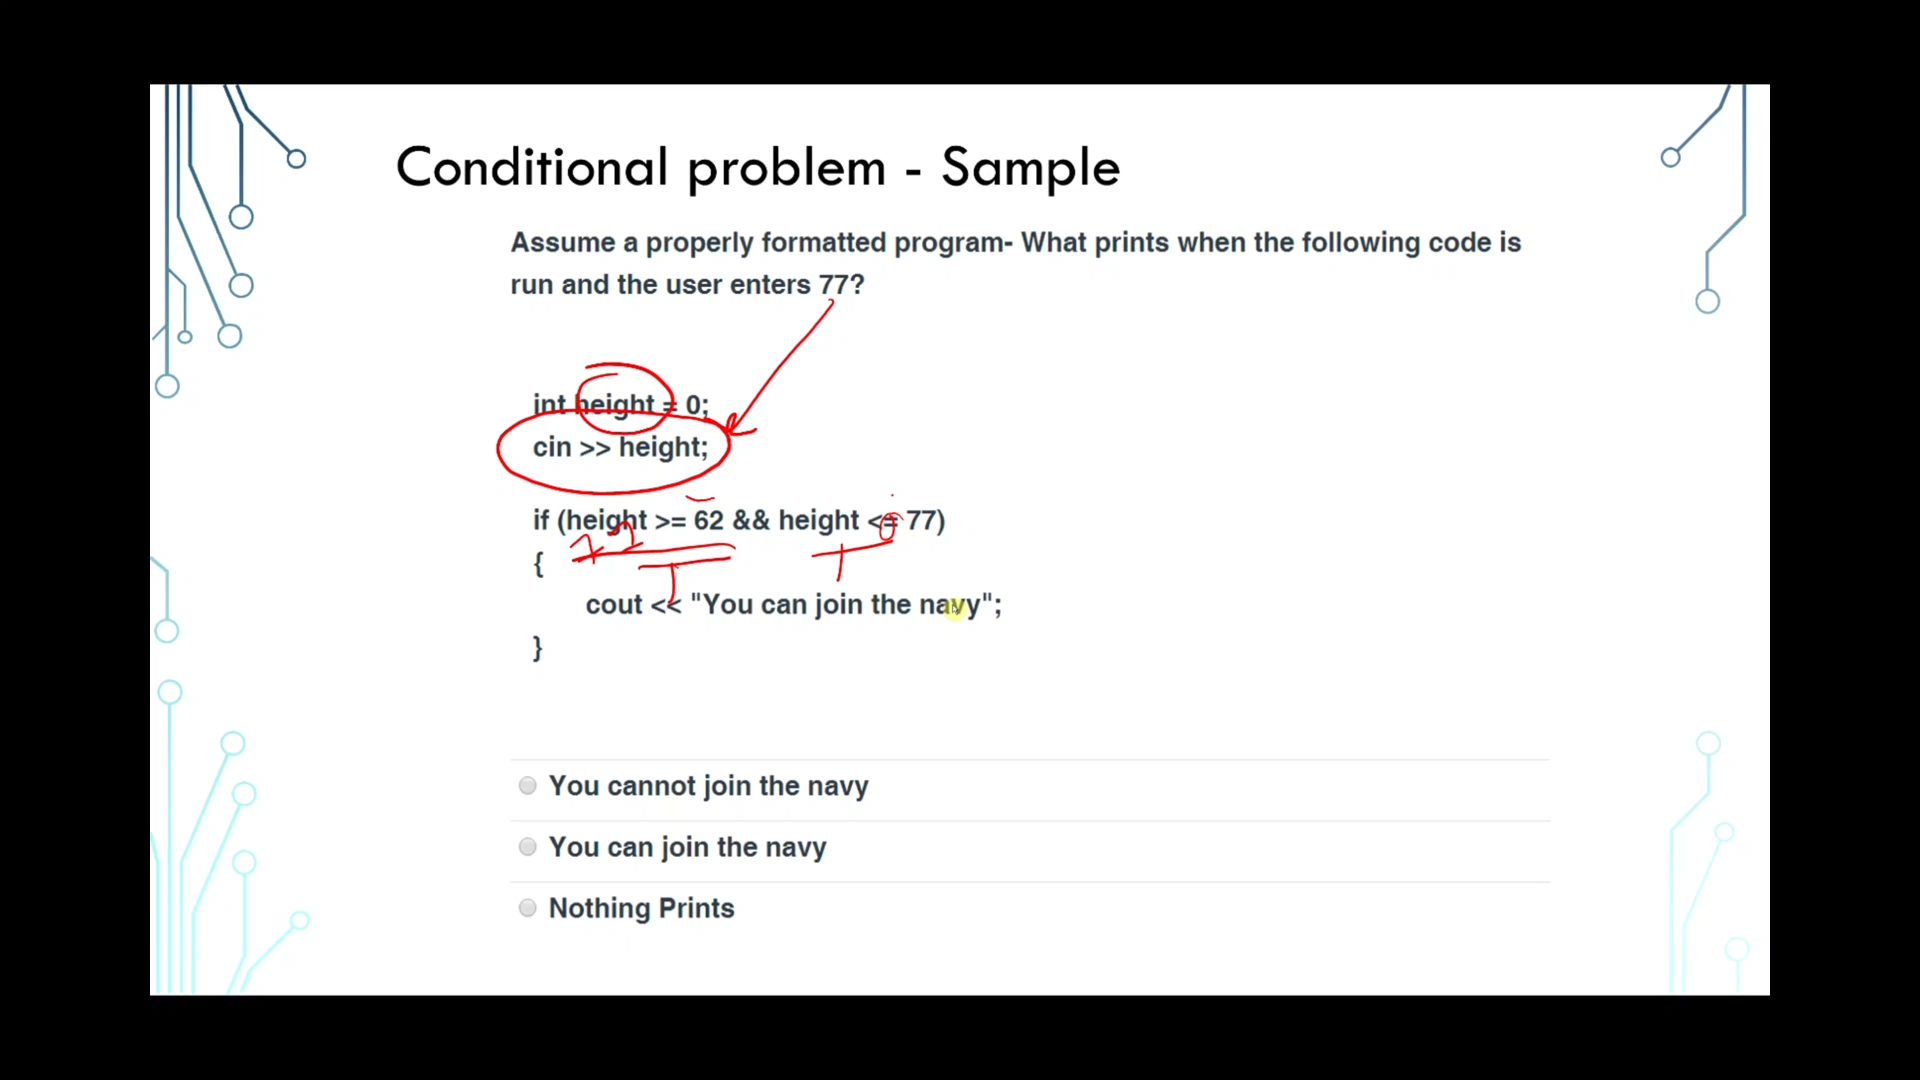 Conditional problem - Sample
Assume a properly formatted program- What prints when the following code is
run and the user enters 77?
int height = 0;
cin >> height;
if (height >= 62 && height <= 77)
77
T
T
{
cout << "You can join the navy";
}
You cannot join the navy
You can join the navy
Nothing Prints